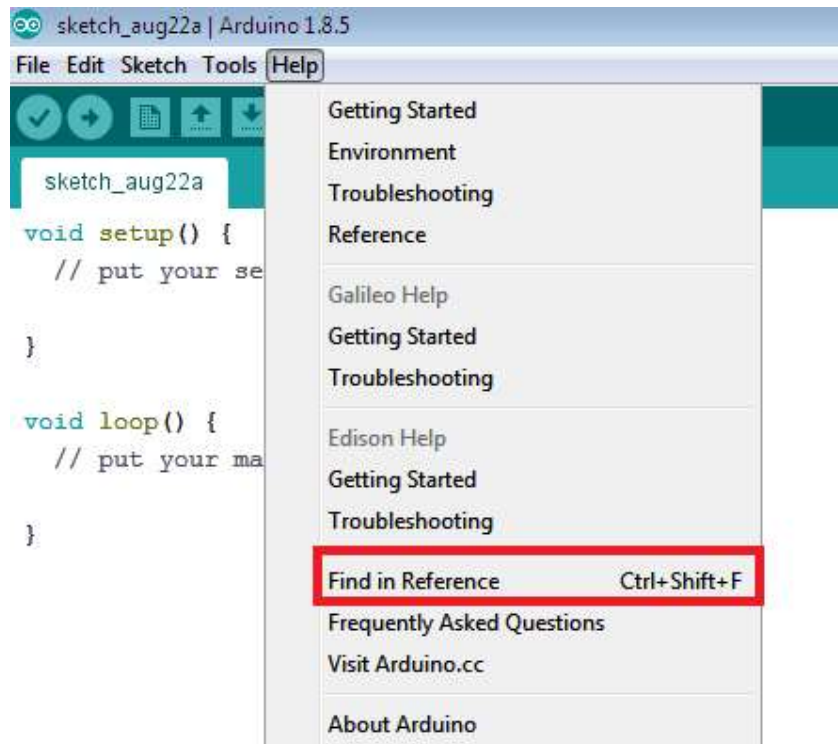 sketch_aug22a | Arduino 1.8.5
File Edit Sketch Tools Help
sketch_aug22a
void setup() {
// put your se
}
void loop() {
// put your ma
}
Getting Started
Environment
Troubleshooting
Reference
Galileo Help
Getting Started
Troubleshooting
Edison Help
Getting Started
Troubleshooting
Find in Reference Ctrl+Shift+F
Frequently Asked Questions
Visit Arduino.cc
About Arduino